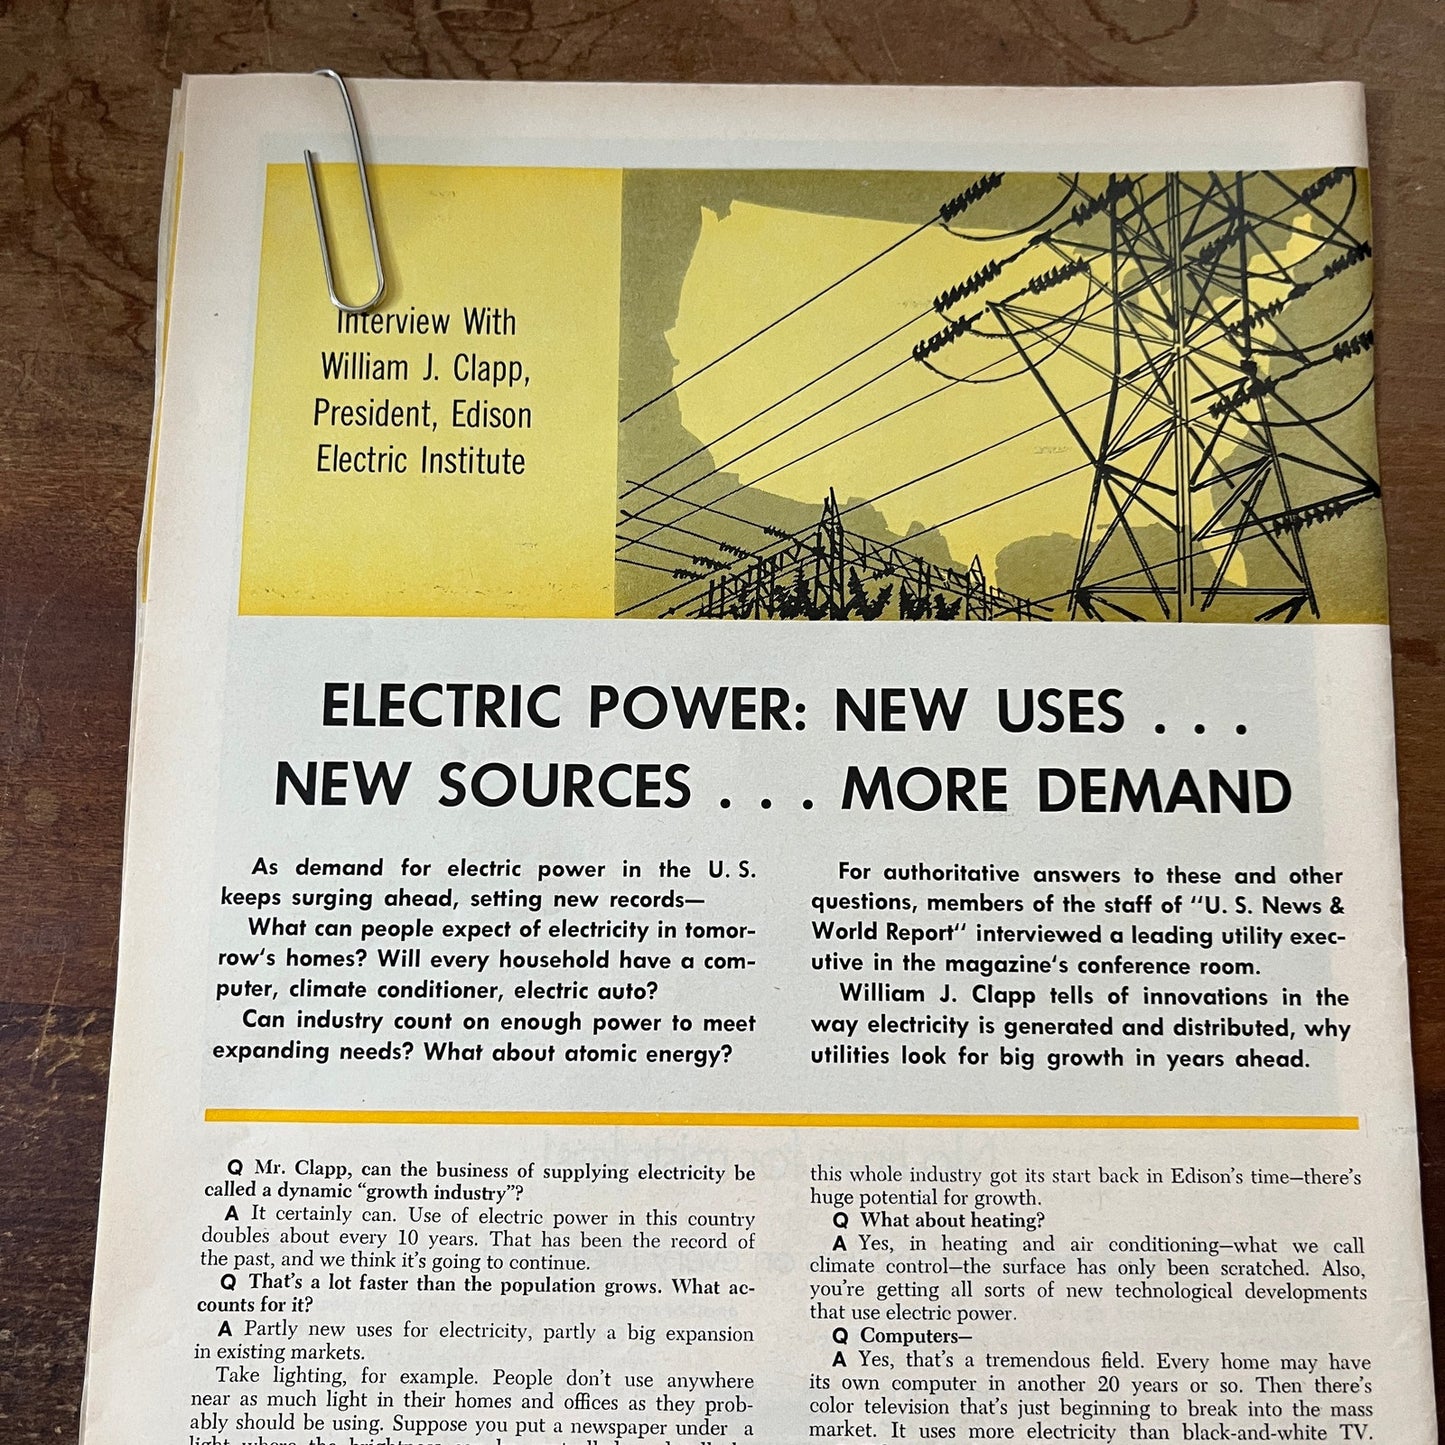 Interview With
William J. Clapp,
President, Edison
Electric Institute
ELECTRIC POWER: NEW USES . . .
NEW SOURCES . . . MORE DEMAND
As demand for electric power in the U. S.
keeps surging ahead, setting new records—
What can people expect of electricity in tomor-
row's homes? Will every household have a com-
puter, climate conditioner, electric auto?
Can industry count on enough power to meet
expanding needs? What about atomic energy?
For authoritative answers to these and other
questions, members of the staff of "U. S. News &
World Report" interviewed a leading utility exec-
utive in the magazine's conference room.
William J. Clapp tells of innovations in the
way electricity is generated and distributed, why
utilities look for big growth in years ahead.
Q Mr. Clapp, can the business of supplying electricity be
called a dynamic “growth industry”?
A It certainly can. Use of electric power in this country
doubles about every 10 years. That has been the record of
the past, and we think it's going to continue.
Q That's a lot faster than the population grows. What ac-
counts for it?
A Partly new uses for electricity, partly a big expansion
in existing markets.
Take lighting, for example. People don't use anywhere
near as much light in their homes and offices as they prob-
ably should be using. Suppose you put a newspaper under a
light where the brightness
this whole industry got its start back in Edison's time—there's
huge potential for growth.
Q What about heating?
A Yes, in heating and air conditioning—what we call
climate control—the surface has only been scratched. Also,
you're getting all sorts of new technological developments
that use electric power.
Q Computers—
A Yes, that's a tremendous field. Every home may have
its own computer in another 20 years or so. Then there's
color television that's just beginning to break into the mass
market. It uses more electricity than black-and-white TV.